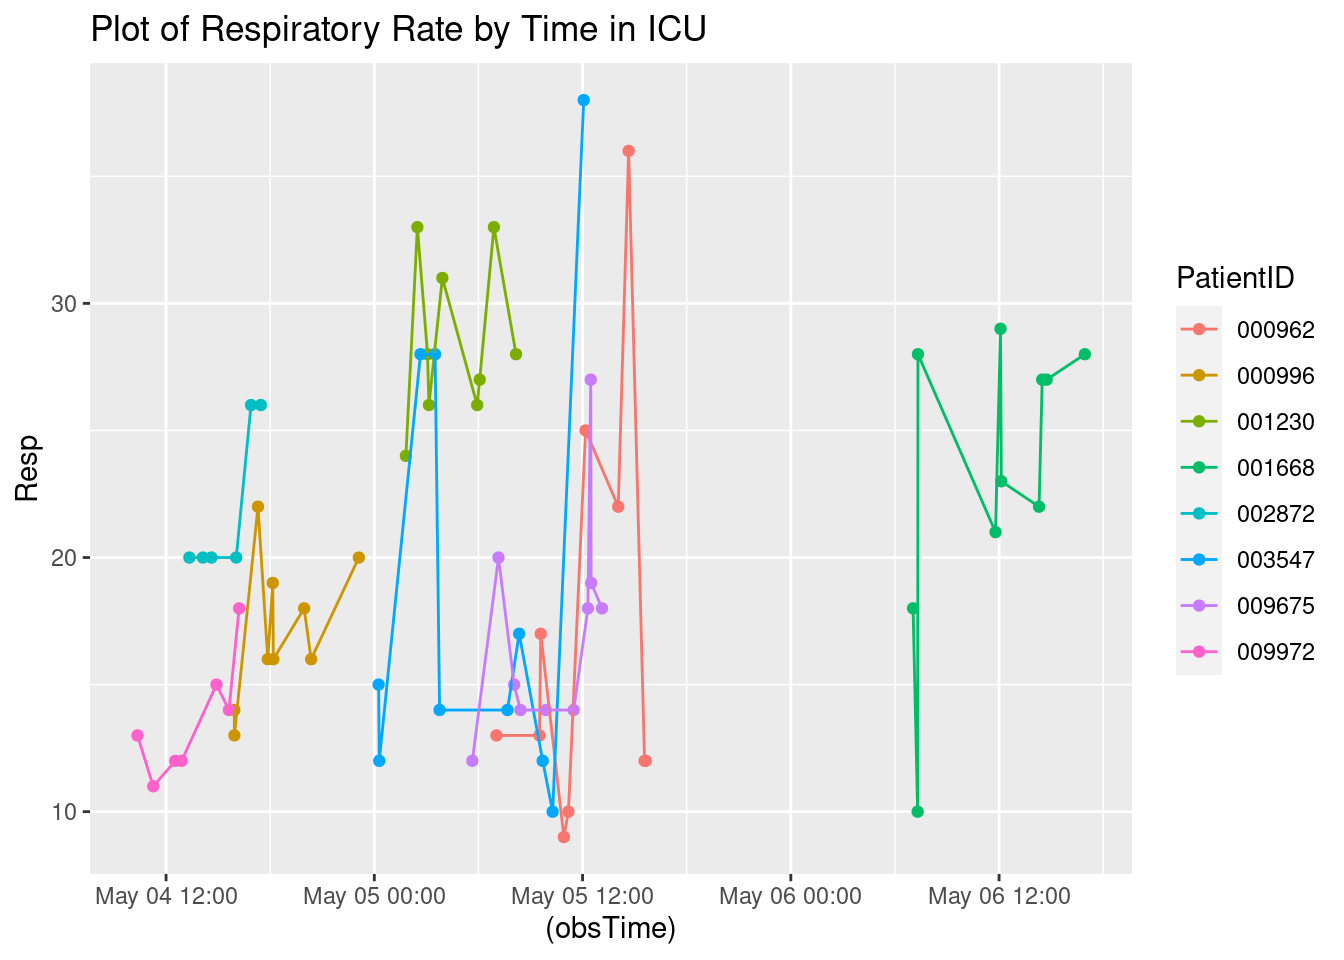 Plot of Respiratory Rate by Time in ICU
Resp
30
20
10
May 04 12:00
May 05 00:00
May 05 12:00
May 06 00:00
May 06 12:00
(obsTime)
PatientID
000962
000996
001230
001668
002872
003547
009675
009972